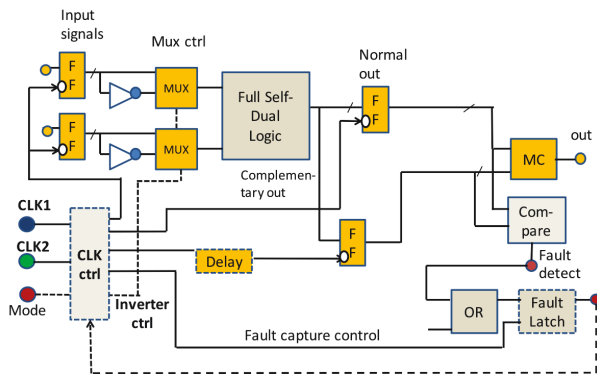 Input
signals
Mux ctrl
Normal
out
F
F
MUX
Full Self-
Dual
Logic
F
F
F
F
MUX
MC
out
Complemen-
tary out
CLK1
CLK2
CLK
ctrl
Mode
Inverter
ctrl
Delay
F
F
Com-
pare
Fault
detect
OR
Fault
Latch
Fault capture control